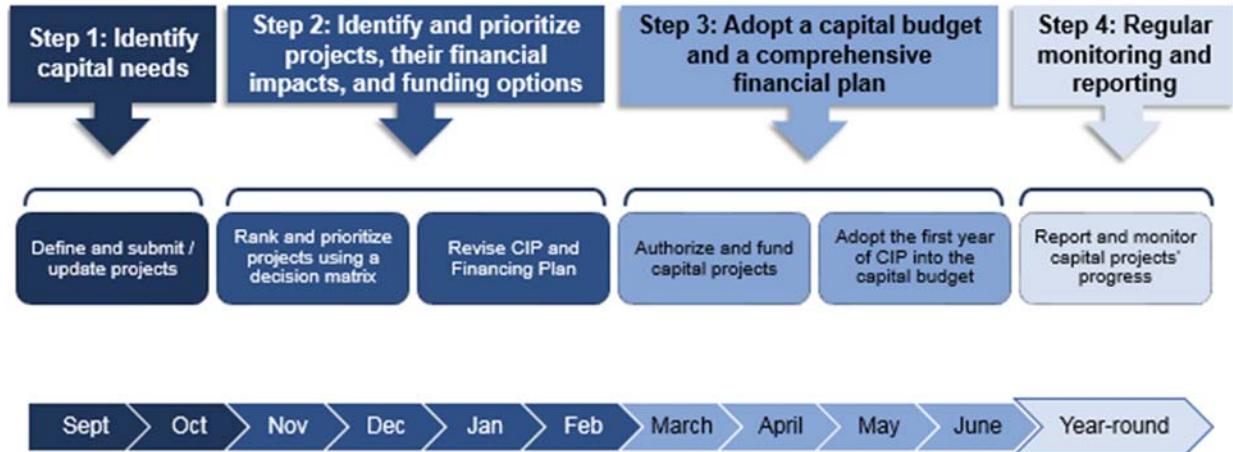 Step 1: Identify
capital needs
Step 2: Identify and prioritize
projects, their financial
impacts, and funding options
Step 3: Adopt a capital budget
and a comprehensive
financial plan
Step 4: Regular
monitoring and
reporting
Define and submit /
update projects
Rank and prioritize
projects using a
decision matrix
Revise CIP and
Financing Plan
Authorize and fund
capital projects
Adopt the first year
of CIP into the
capital budget
Report and monitor
capital projects'
progress
Sept
Oct
Nov
Dec
Jan
Feb
March
April
May
June
Year-round